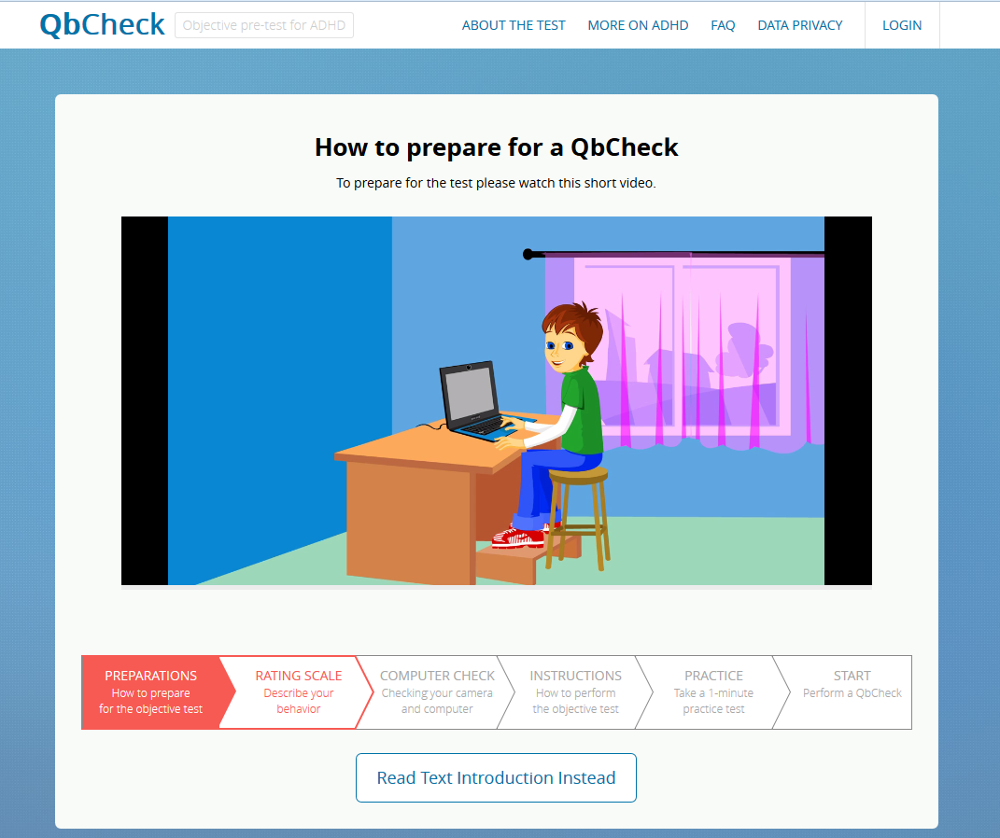 QbCheck Objective pre-test for ADHD ABOUT THE TEST MORE ON ADHD FAQ DATA PRIVACY LOGIN
How to prepare for a QbCheck
To prepare for the test please watch this short video.
PREPARATIONS
How to prepare
for the objective test
RATING SCALE
Describe your
behavior
COMPUTER CHECK
Checking your camera
and computer
INSTRUCTIONS
How to perform
the objective test
PRACTICE
Take a 1-minute
practice test
START
Perform a QbCheck
Read Text Introduction Instead